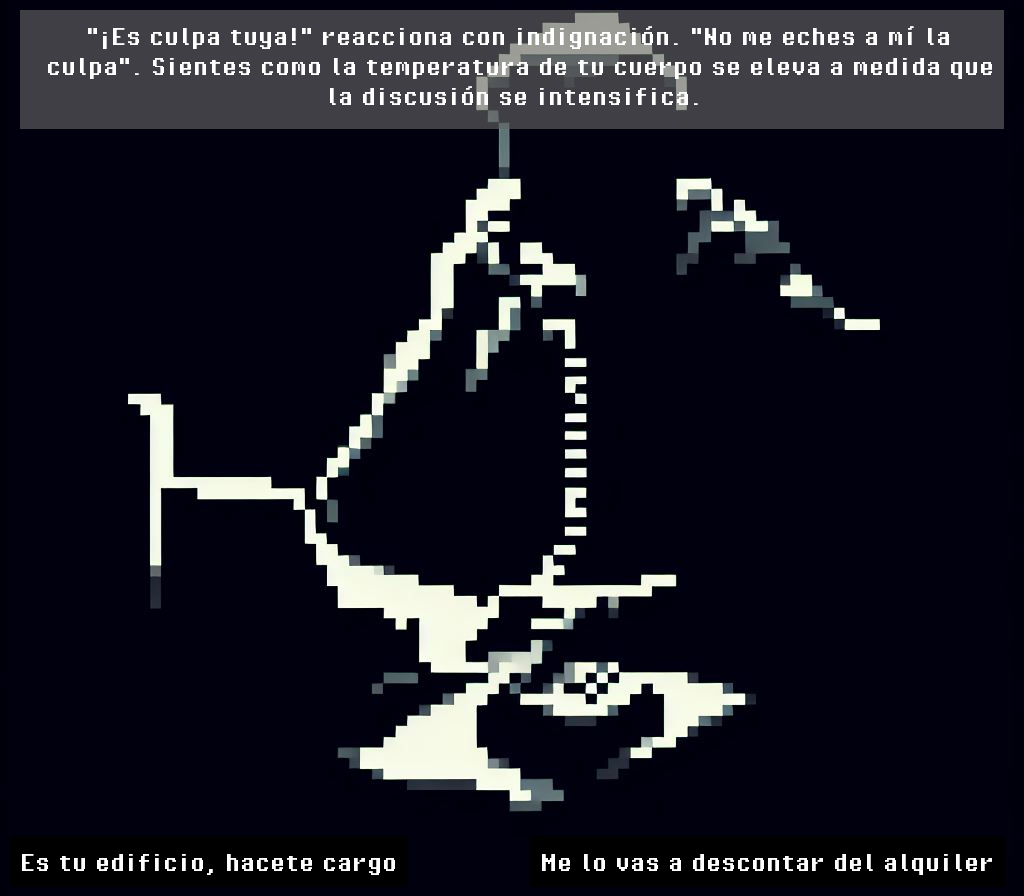 "¡Es culpa tuya!" reacciona con indignación. "No me eches a mí la
culpa". Sientes como la temperatura de tu cuerpo se eleva a medida que
la discusión se intensifica.
Es tu edificio, hacete cargo
Me lo vas a descontar del alquiler